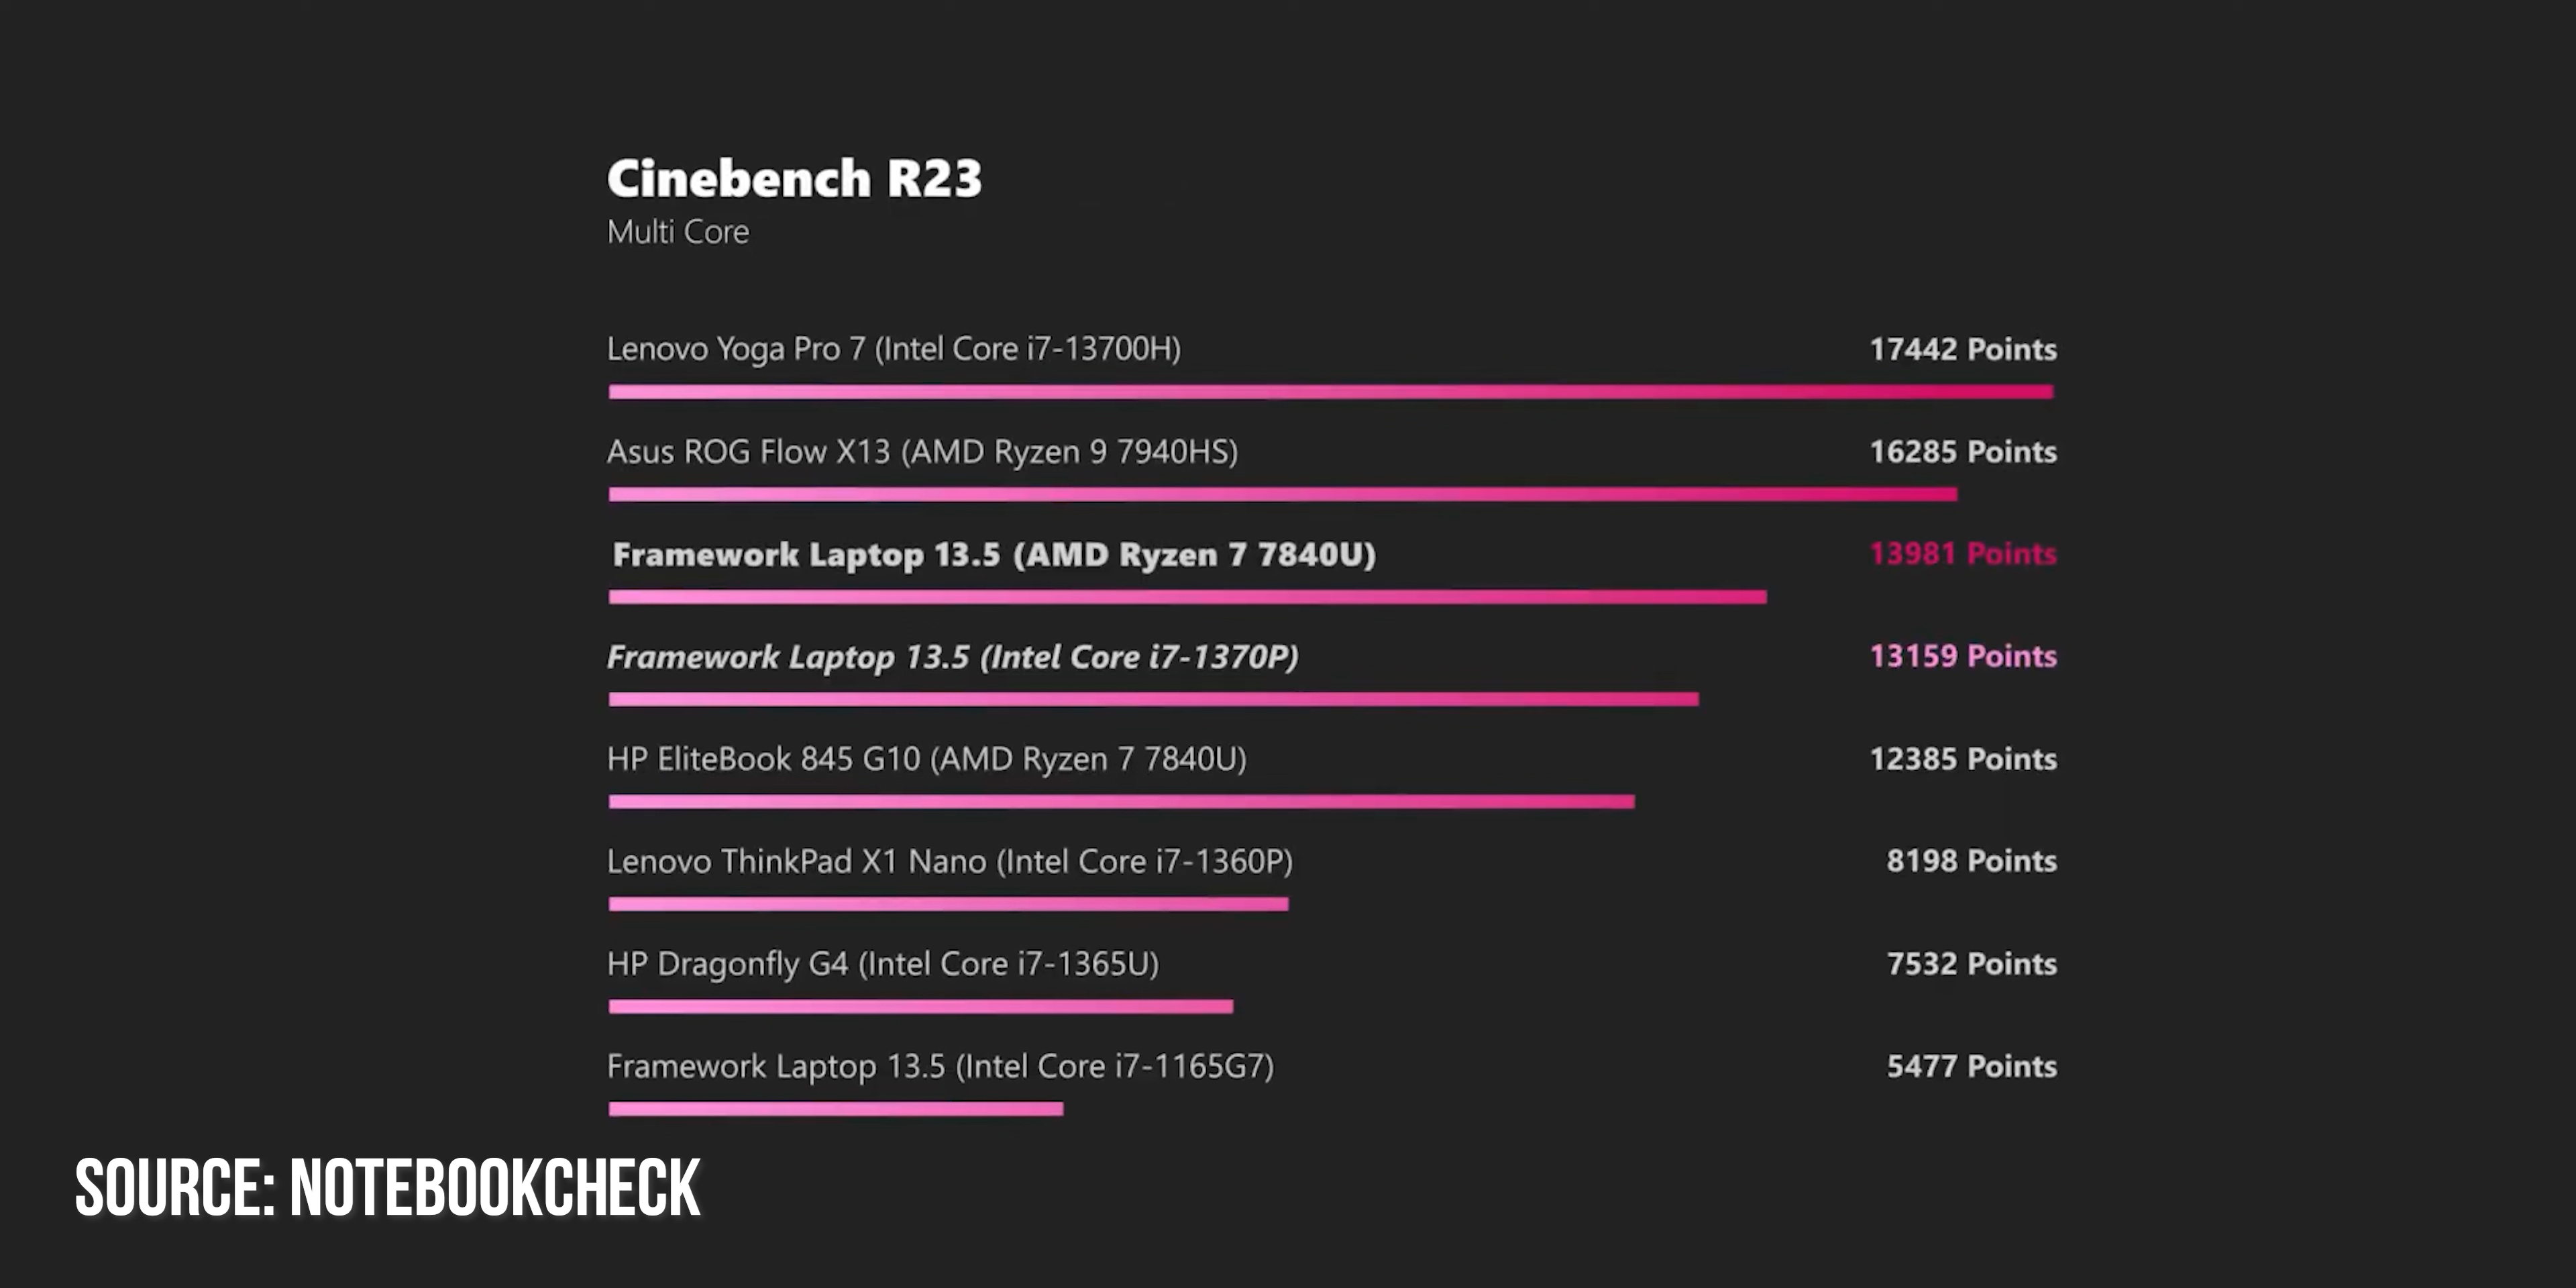 Cinebench R23
Multi Core
Lenovo Yoga Pro 7 (Intel Core i7-13700H) 17442 Points
Asus ROG Flow X13 (AMD Ryzen 9 7940HS) 16285 Points
Framework Laptop 13.5 (AMD Ryzen 7 7840U) 13981 Points
Framework Laptop 13.5 (Intel Core i7-1370P) 13159 Points
HP EliteBook 845 G10 (AMD Ryzen 7 7840U) 12385 Points
Lenovo ThinkPad X1 Nano (Intel Core i7-1360P) 8198 Points
HP Dragonfly G4 (Intel Core i7-1365U) 7532 Points
Framework Laptop 13.5 (Intel Core i7-1165G7) 5477 Points
SOURCE: NOTEBOOKCHECK